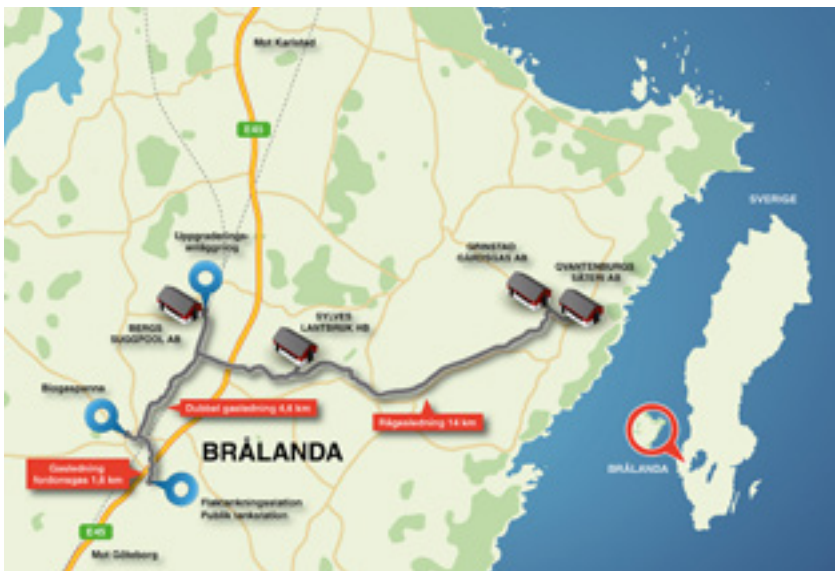 Mot Karlstad
E45
SVERIGE
Uppgraderings-
anläggning
GRINSTAD
GÅRDSGAS AB
QVANTENBURGS
SÄTERI AB
BERGS
SUGGPOOL AB
SYLVES
LANTBRUK HB
Biogaspanna
Dubbel gasledning 4,6 km
Rågasledning 14 km
BRÅLANDA
BRÅLANDA
Gasledning
fordonsgas 1,6 km
Flaktankningsstation
Publik tankstation
E45
Mot Göteborg